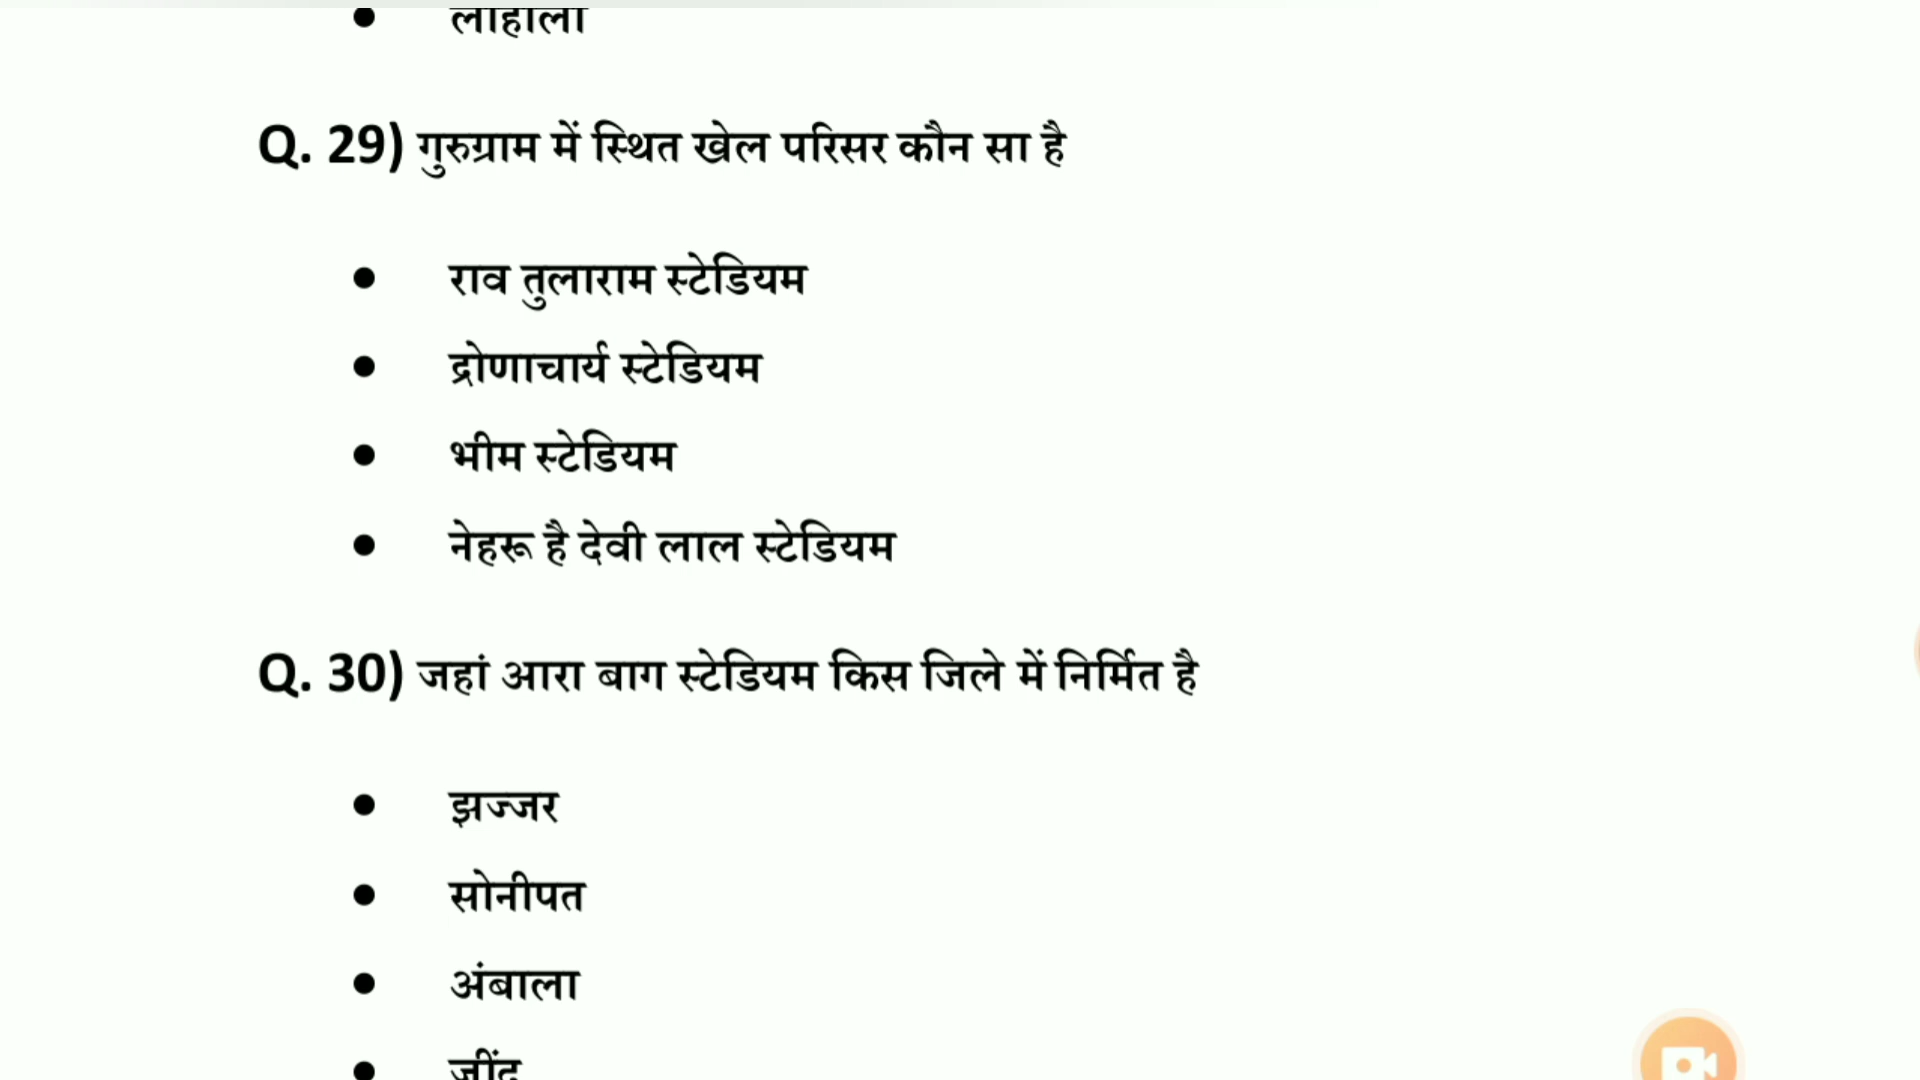 Q. 29) गुरुग्राम में स्थित खेल परिसर कौन सा है
● राव तुलाराम स्टेडियम
● द्रोणाचार्य स्टेडियम
● भीम स्टेडियम
● नेहरू है देवी लाल स्टेडियम
Q. 30) जहां आरा बाग स्टेडियम किस जिले में निर्मित है
● झज्जर
● सोनीपत
● अंबाला
● जींद